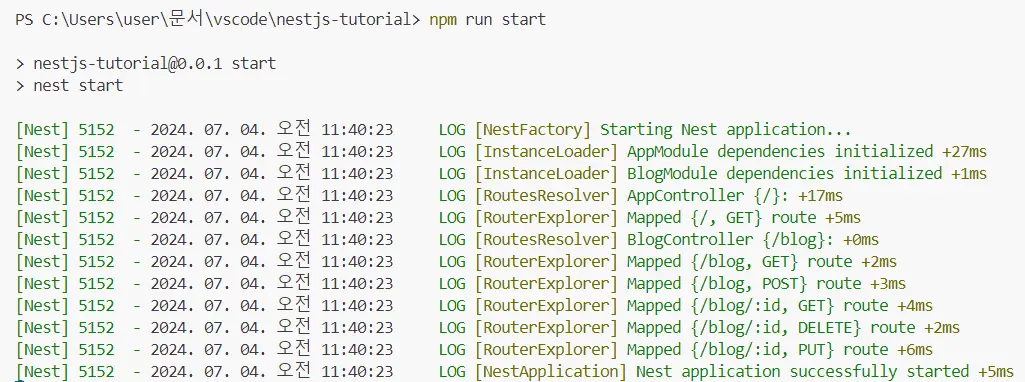 PS C:\Users\user\문서\vscode\nestjs-tutorial> npm run start
> nestjs-tutorial@0.0.1 start
> nest start
[Nest] 5152  - 2024. 07. 04. 오전 11:40:23     LOG [NestFactory] Starting Nest application...
[Nest] 5152  - 2024. 07. 04. 오전 11:40:23     LOG [InstanceLoader] AppModule dependencies initialized +27ms
[Nest] 5152  - 2024. 07. 04. 오전 11:40:23     LOG [InstanceLoader] BlogModule dependencies initialized +1ms
[Nest] 5152  - 2024. 07. 04. 오전 11:40:23     LOG [RoutesResolver] AppController {/}: +17ms
[Nest] 5152  - 2024. 07. 04. 오전 11:40:23     LOG [RouterExplorer] Mapped {/, GET} route +5ms
[Nest] 5152  - 2024. 07. 04. 오전 11:40:23     LOG [RoutesResolver] BlogController {/blog}: +0ms
[Nest] 5152  - 2024. 07. 04. 오전 11:40:23     LOG [RouterExplorer] Mapped {/blog, GET} route +2ms
[Nest] 5152  - 2024. 07. 04. 오전 11:40:23     LOG [RouterExplorer] Mapped {/blog, POST} route +3ms
[Nest] 5152  - 2024. 07. 04. 오전 11:40:23     LOG [RouterExplorer] Mapped {/blog/:id, GET} route +4ms
[Nest] 5152  - 2024. 07. 04. 오전 11:40:23     LOG [RouterExplorer] Mapped {/blog/:id, DELETE} route +2ms
[Nest] 5152  - 2024. 07. 04. 오전 11:40:23     LOG [RouterExplorer] Mapped {/blog/:id, PUT} route +6ms
[Nest] 5152  - 2024. 07. 04. 오전 11:40:23     LOG [NestApplication] Nest application successfully started +5ms